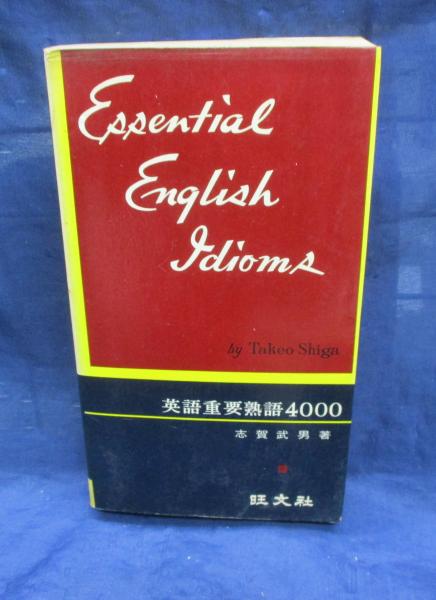 Essential
English
Idioms
by Takeo Shiga
英語重要熟語4000
志賀武男著
旺文社